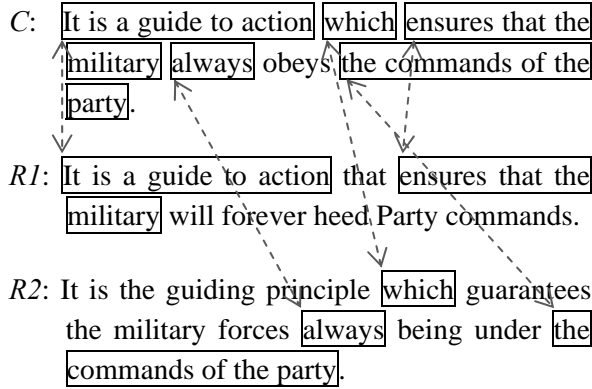 C: It is a guide to action which ensures that the
military always obeys the commands of the
party.
R1: It is a guide to action that ensures that the
military will forever heed Party commands.
R2: It is the guiding principle which guarantees
the military forces always being under the
commands of the party.